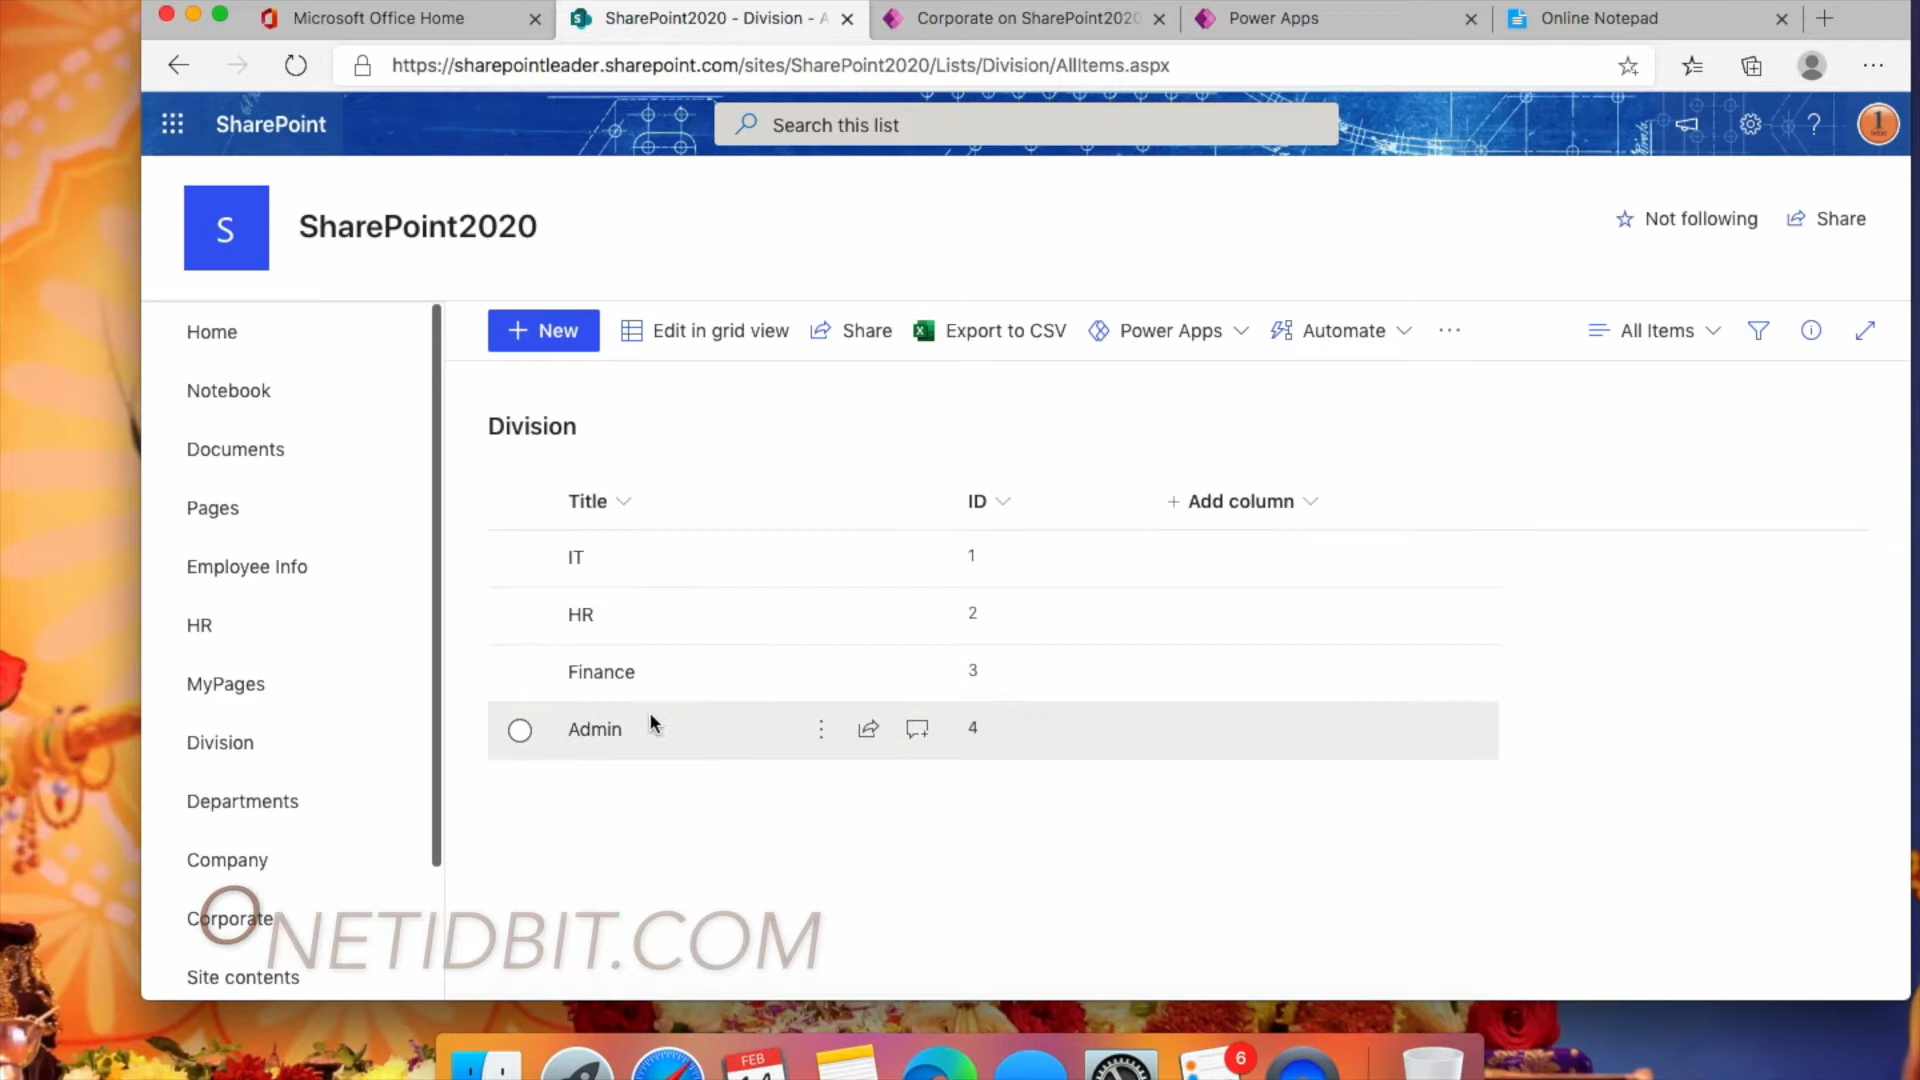 Microsoft Office Home
SharePoint2020 - Division - A
Corporate on SharePoint2020
Power Apps
Online Notepad
https://sharepointleader.sharepoint.com/sites/SharePoint2020/Lists/Division/AllItems.aspx
SharePoint
Search this list
1
S
SharePoint2020
Not following
Share
Home
Notebook
Documents
Pages
Employee Info
HR
MyPages
Division
Departments
Company
Corporate
Site contents
New
Edit in grid view
Share
Export to CSV
Power Apps
Automate
All Items
Division
Title
ID
Add column
IT
1
HR
2
Finance
3
Admin
4
ONETIDBIT.COM
FEB
6